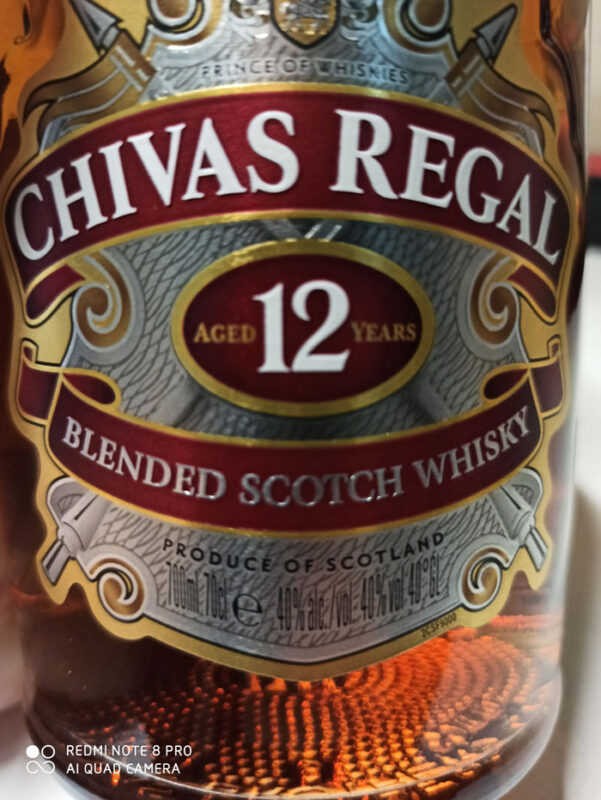 PRINCE OF WHISKIES
CHIVAS REGAL
AGED 12 YEARS
BLENDED SCOTCH WHISKY
PRODUCE OF SCOTLAND
700ml 70cl e 40% alc./vol. 40% vol 40°GL
2CSF9000
REDMI NOTE 8 PRO
AI QUAD CAMERA